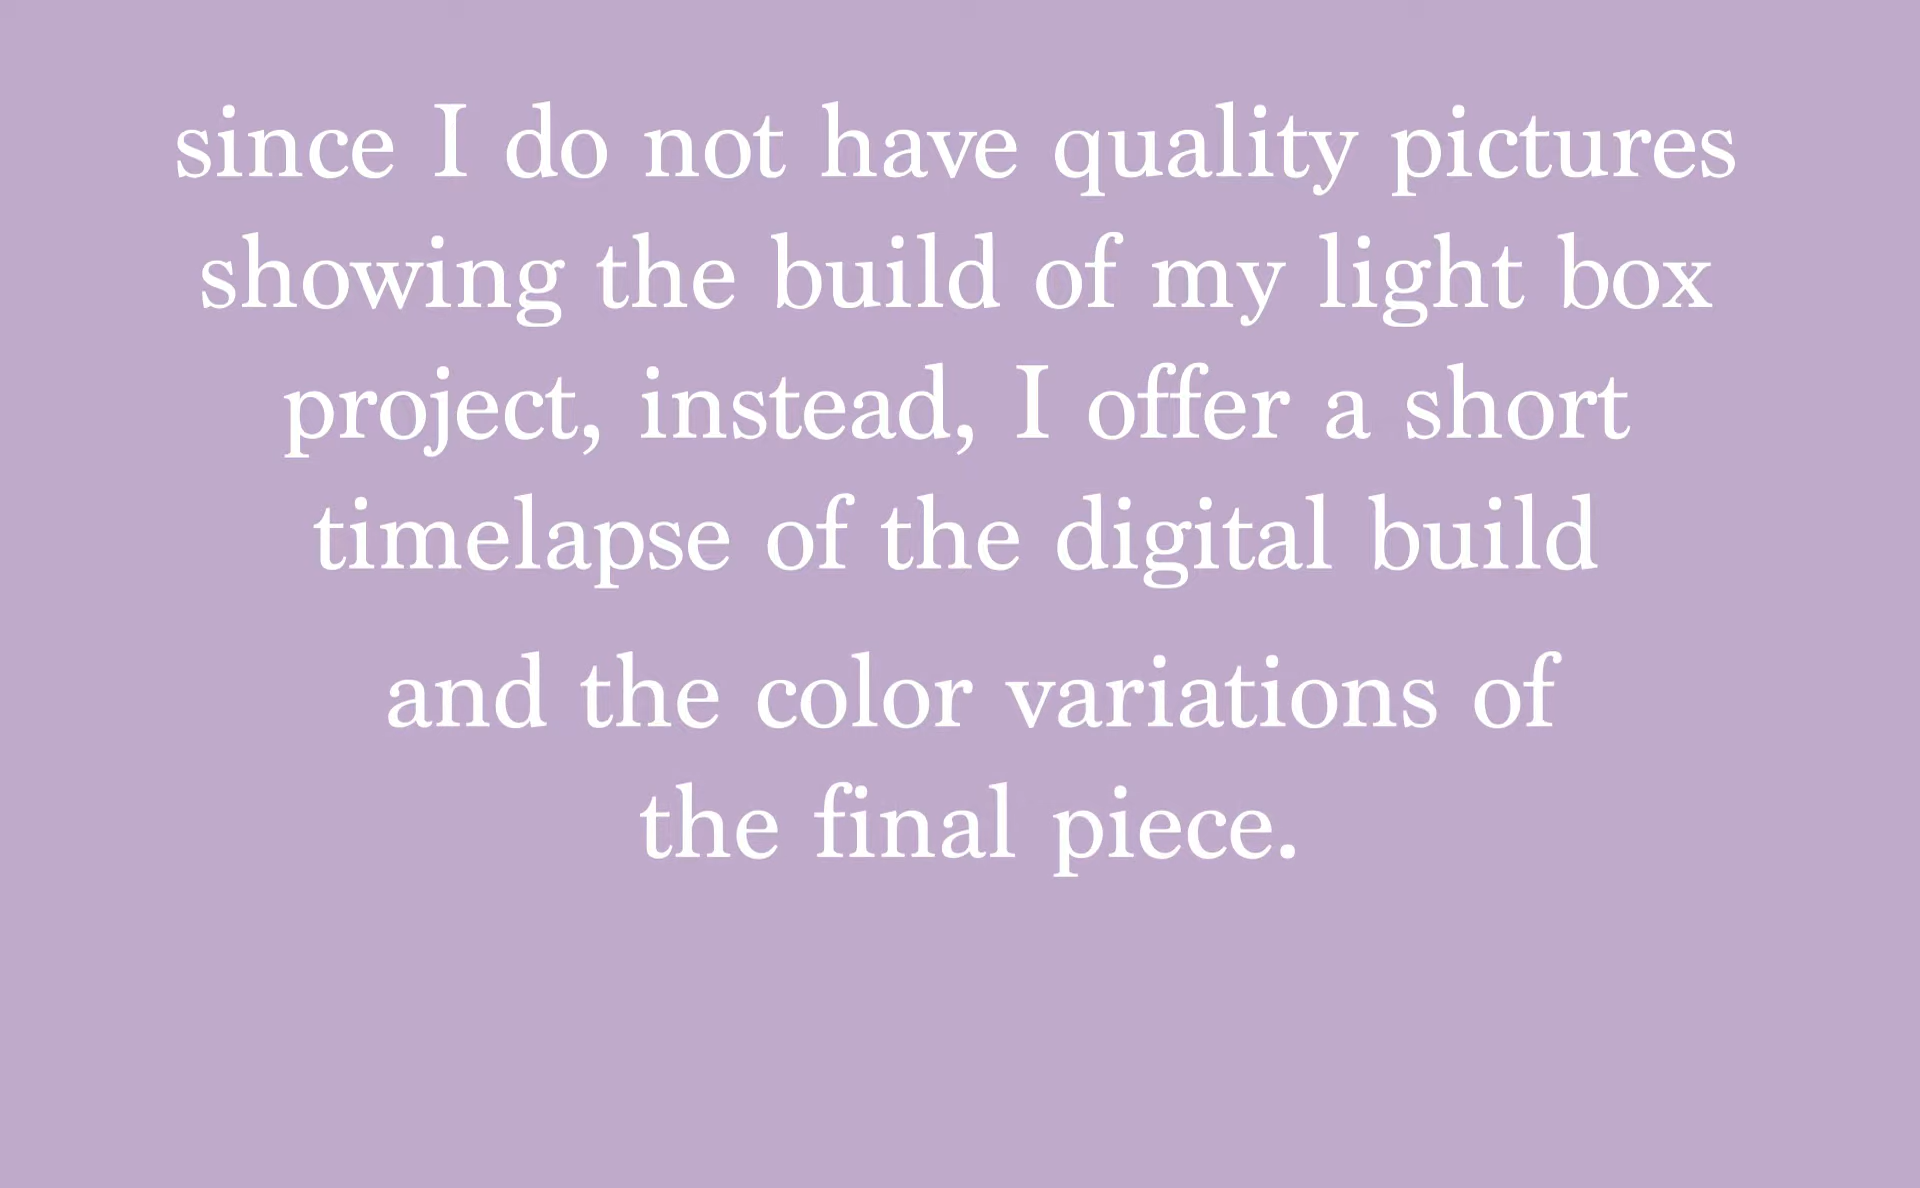 since I do not have quality pictures
showing the build of my light box
project, instead, I offer a short
timelapse of the digital build
and the color variations of
the final piece.